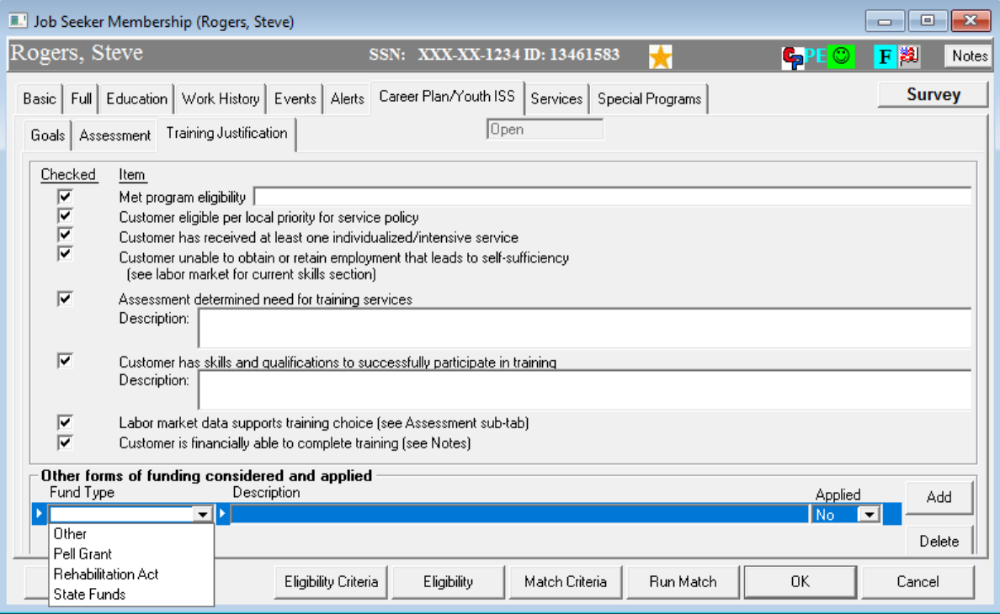 Job Seeker Membership (Rogers, Steve)
Rogers, Steve SSN: XXX-XX-1234 ID: 13461583 CP PE F Notes
Basic Full Education Work History Events Alerts Career Plan/Youth ISS Services Special Programs Survey
Goals Assessment Training Justification Open
Checked Item
Met program eligibility
Customer eligible per local priority for service policy
Customer has received at least one individualized/intensive service
Customer unable to obtain or retain employment that leads to self-sufficiency
(see labor market for current skills section)
Assessment determined need for training services
Description:
Customer has skills and qualifications to successfully participate in training
Description:
Labor market data supports training choice (see Assessment sub-tab)
Customer is financially able to complete training (see Notes)
Other forms of funding considered and applied
Fund Type Description Applied Add
No
Other
Delete
Pell Grant
Rehabilitation Act
State Funds
Eligibility Criteria Eligibility Match Criteria Run Match OK Cancel